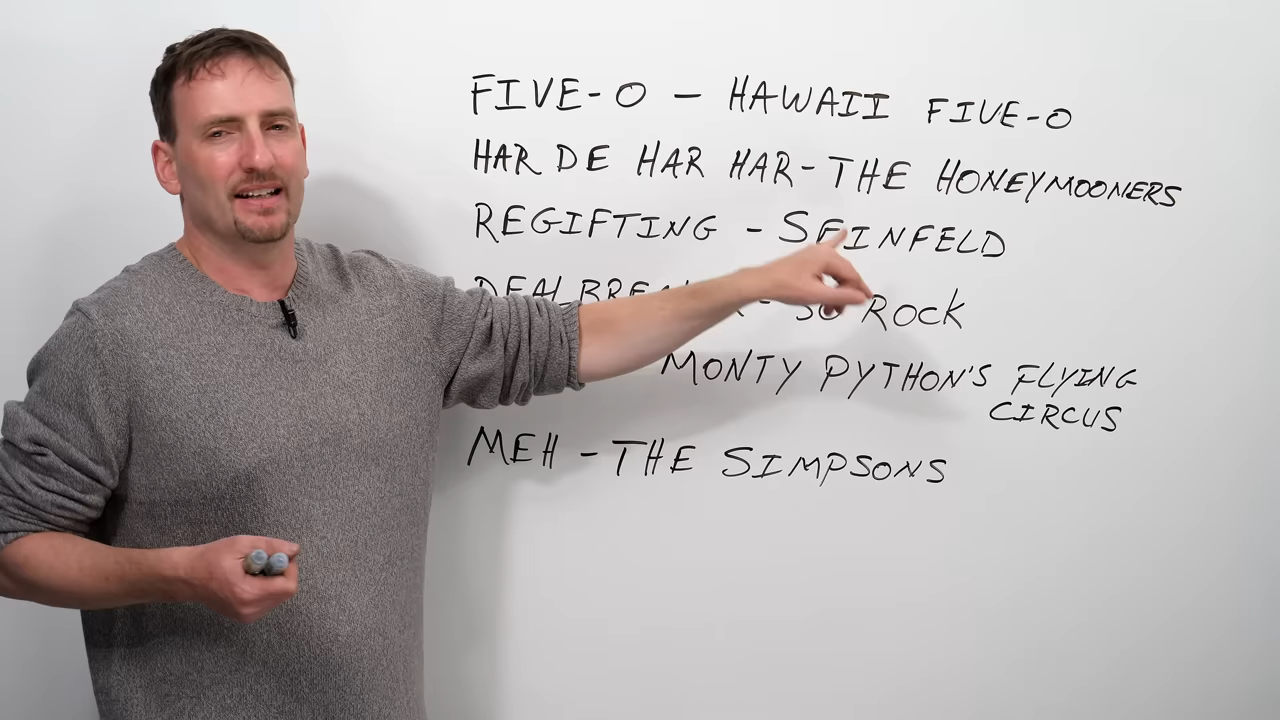 FIVE-O — HAWAII FIVE-O
HAR DE HAR HAR-THE HONEYMOONERS
REGIFTING - SEINFELD
- 30 ROCK
MONTY PYTHON'S FLYING
CIRCUS
MEH - THE SIMPSONS